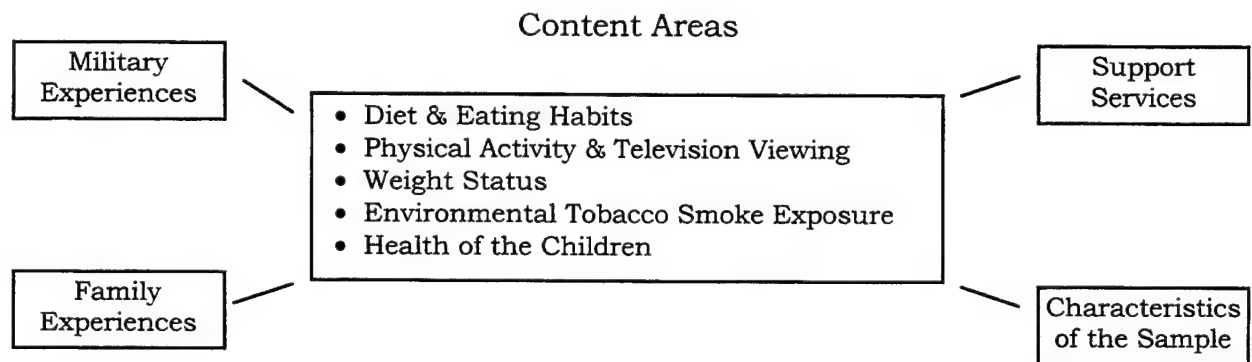 Content Areas
Military
Experiences
Support
Services
• Diet & Eating Habits
• Physical Activity & Television Viewing
• Weight Status
• Environmental Tobacco Smoke Exposure
• Health of the Children
Family
Experiences
Characteristics
of the Sample